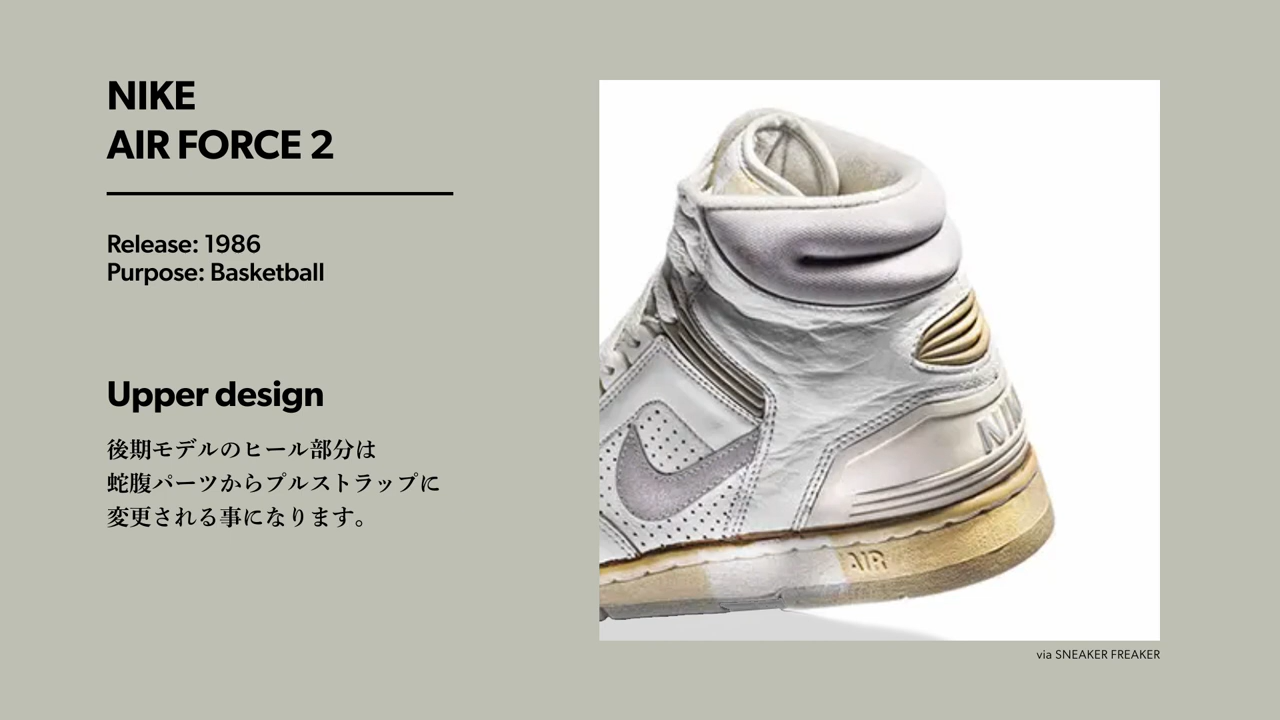 NIKE
AIR FORCE 2
Release: 1986
Purpose: Basketball
Upper design
後期モデルのヒール部分は
蛇腹パーツからプルストラップに
変更される事になります。
NIK
AIR
via SNEAKER FREAKER